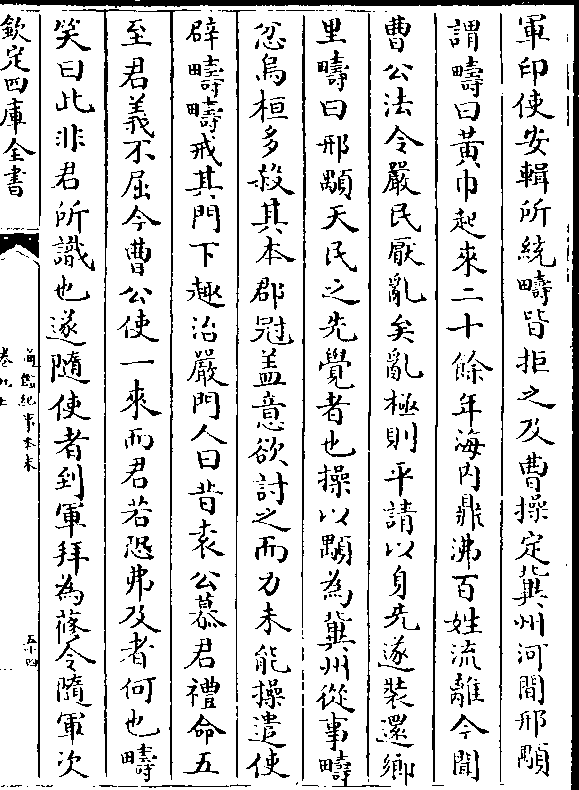 軍印使安輯所統疇皆拒之及曹操定冀州河間邢顒
謂疇曰黃巾起來二十餘年海内鼎沸百姓流離今聞
曹公法令嚴民厭亂矣亂極則平請以身先遂装還鄉
里疇曰邢顒天民之先覺者也操以顒為冀州從事疇
忿烏桓多殺其本郡冠盖意欲討之而力未能操遣使
辟疇疇戒其門下趣治嚴門人曰昔袁公慕君禮命五
至君義不屈今曹公使一來而君若恐弗及者何也疇
笑曰此非君所識也遂隨使者到軍拜為蓨令隨軍次
欽定四庫全書
通鑑紀事本末
卷九上
五十四